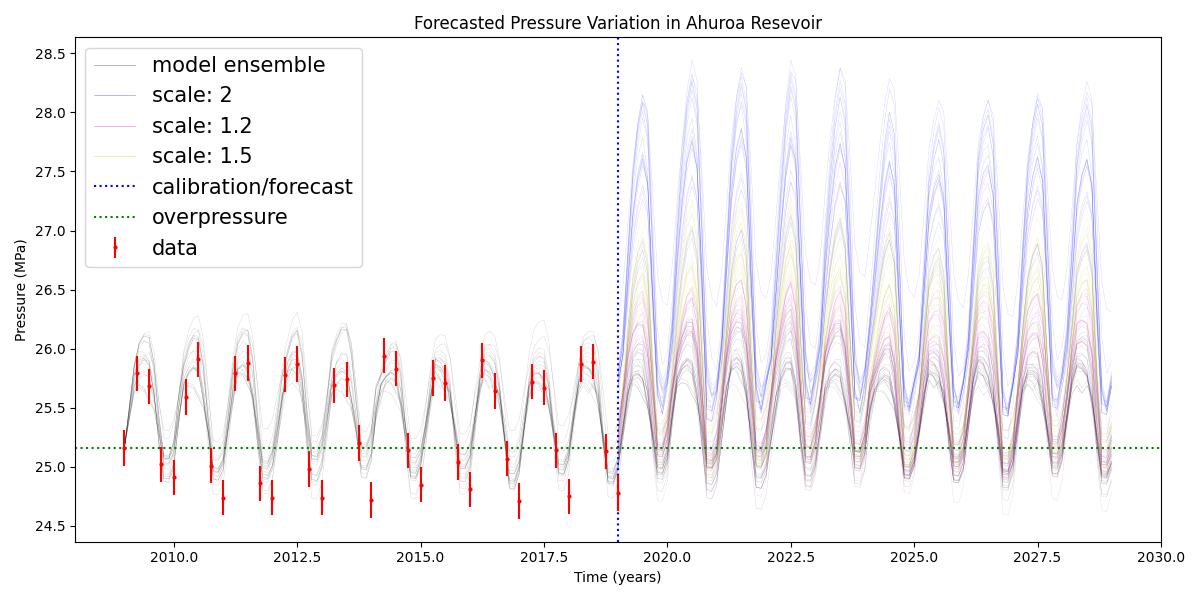 Forecasted Pressure Variation in Ahuroa Resevoir
28.5
28.0
27.5
27.0
26.5
26.0
25.5
25.0
24.5
Pressure (MPa)
model ensemble
scale: 2
scale: 1.2
scale: 1.5
calibration/forecast
overpressure
data
2010.0 2012.5 2015.0 2017.5 2020.0 2022.5 2025.0 2027.5 2030.0
Time (years)